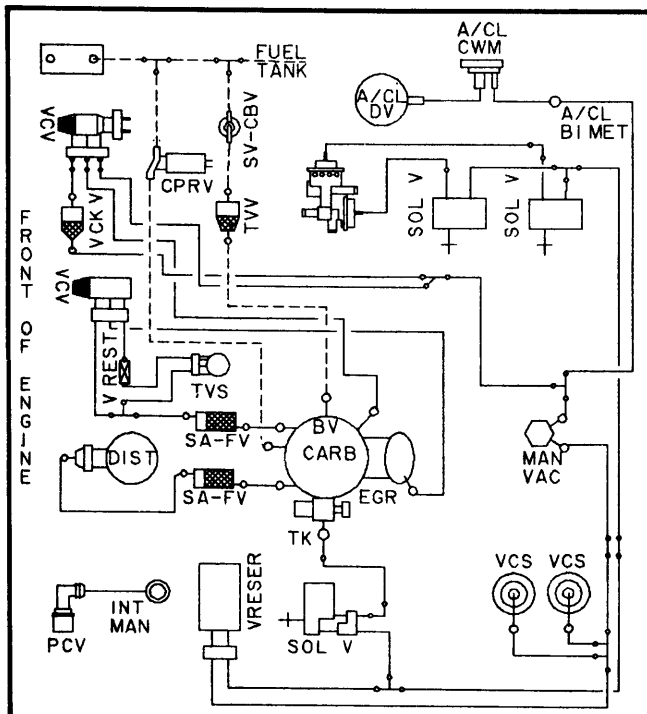 FUEL
TANK
A/CL
CWM
A/CL
DV
A/CL
BI MET
VCV
SV-CBV
CPRV
TVV
SOL V
SOL V
VCK V
FRONT OF ENGINE
VCV
V REST
TVS
SA-FV
BV
CARB
DIST
SA-FV
EGR
MAN
VAC
TK
VCS
VCS
VRESER
INT
MAN
PCV
SOL V